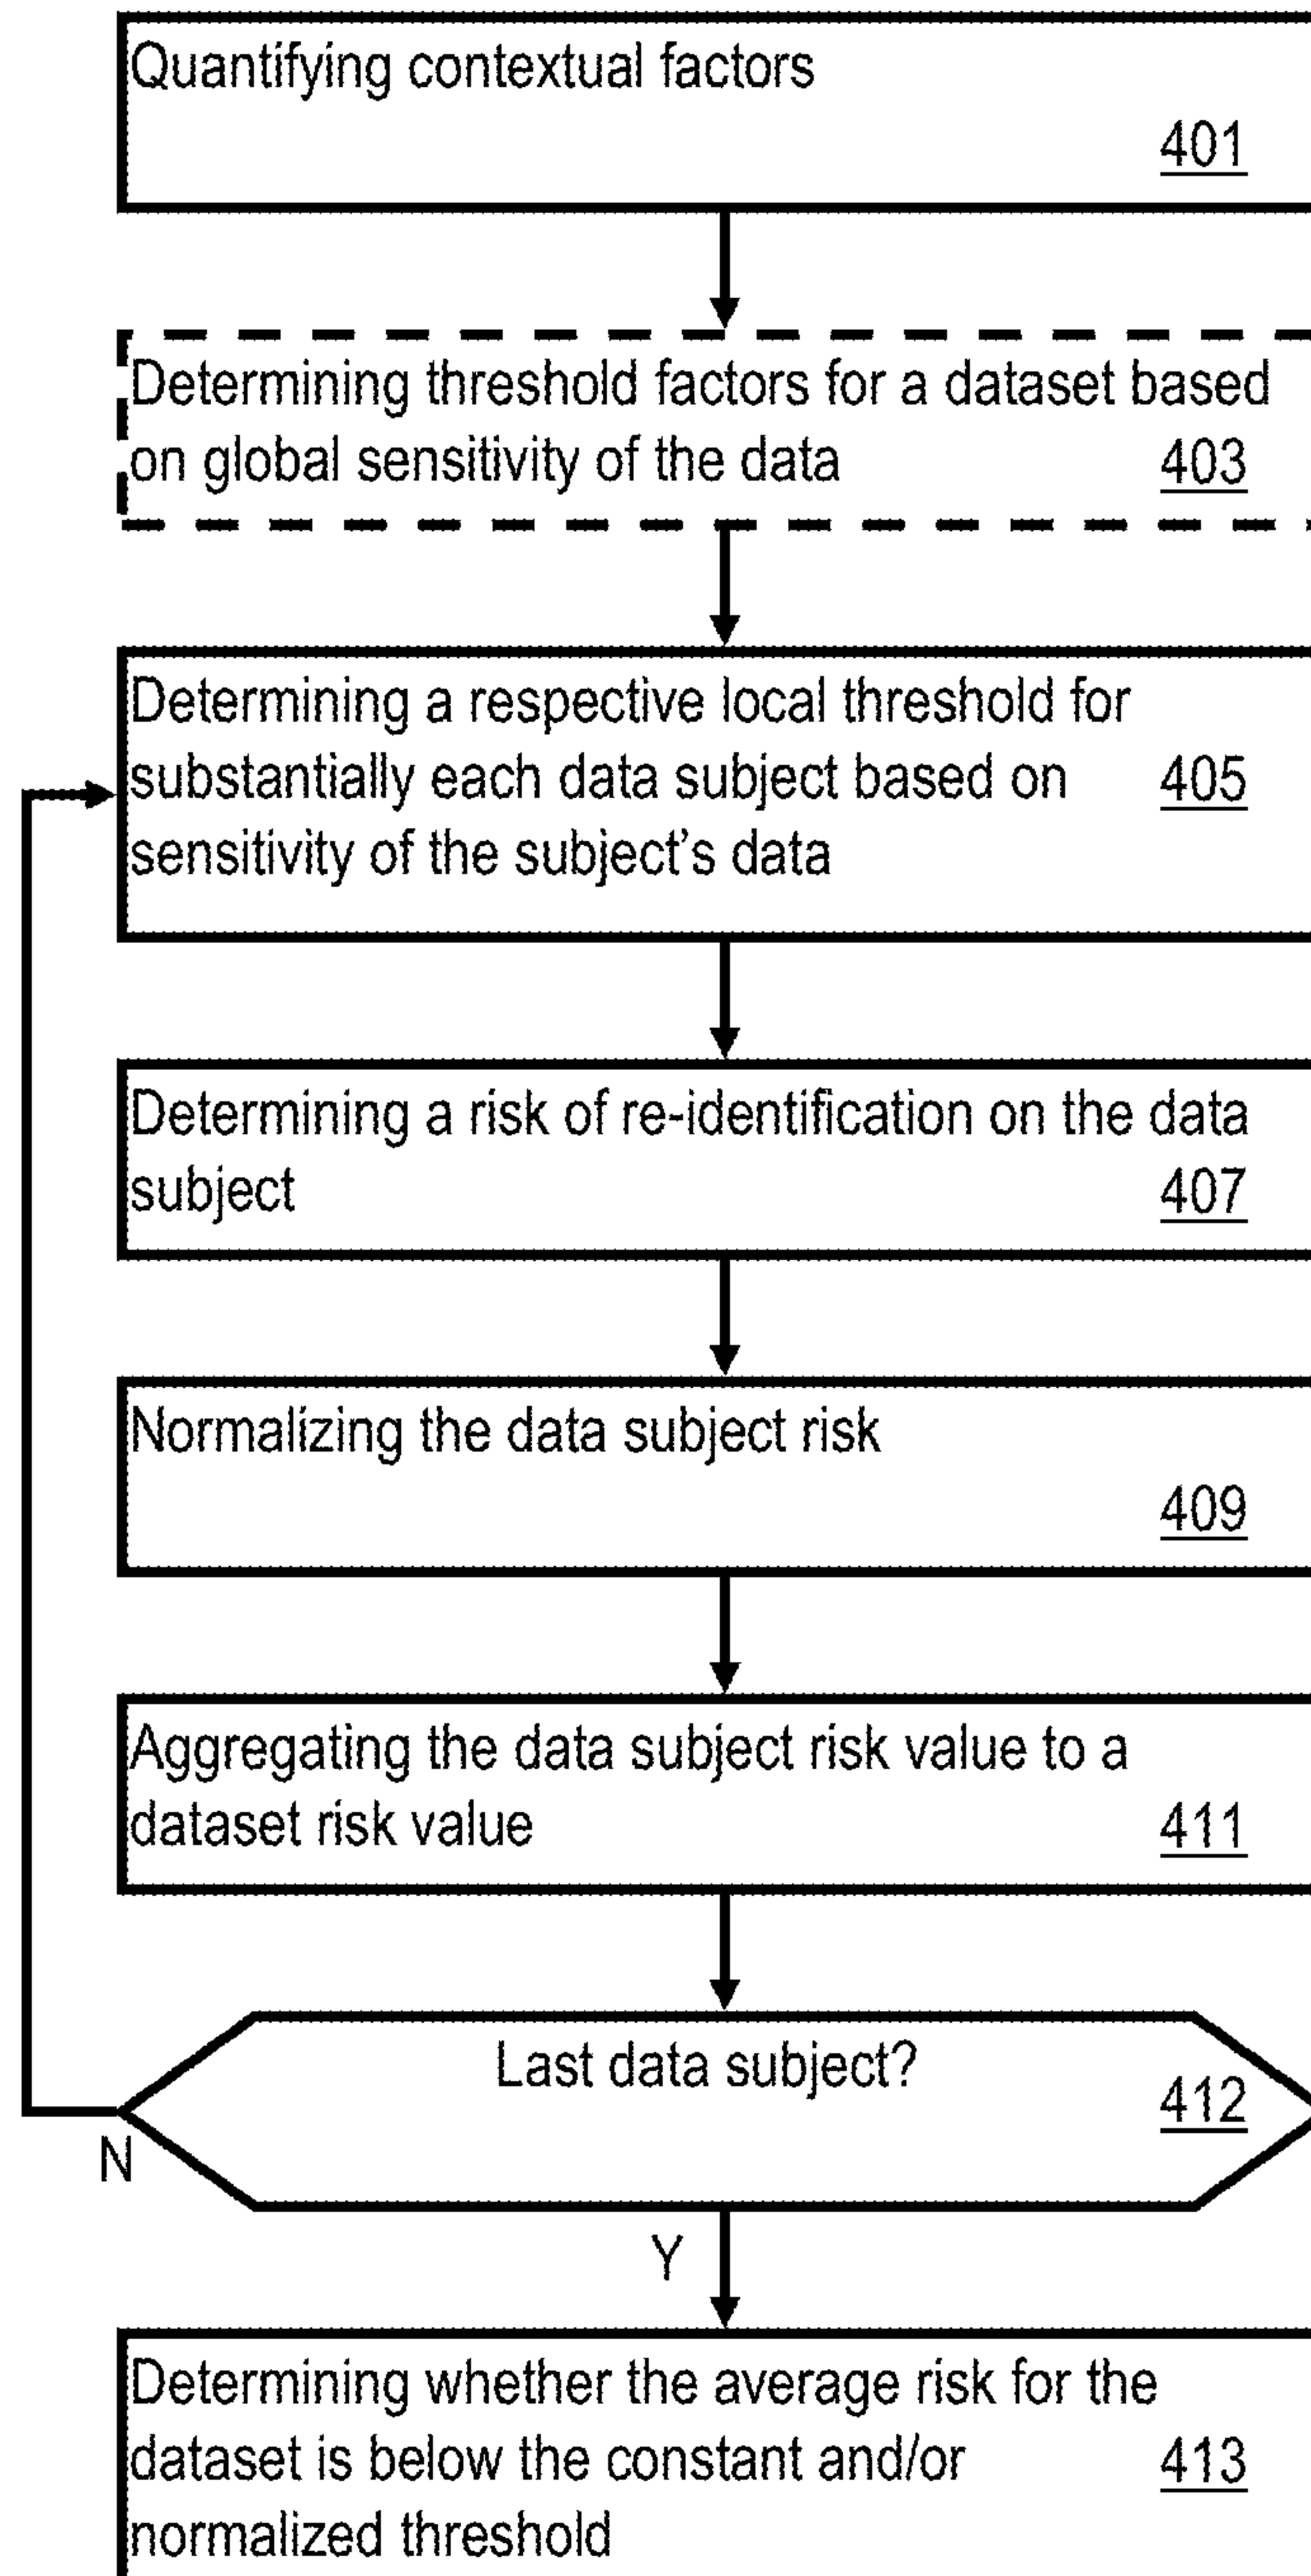 Quantifying contextual factors
401
Determining threshold factors for a dataset based
on global sensitivity of the data 403
Determining a respective local threshold for
substantially each data subject based on 405
sensitivity of the subject's data
Determining a risk of re-identification on the data
subject 407
Normalizing the data subject risk
409
Aggregating the data subject risk value to a
dataset risk value 411
Last data subject?
412
N
Y
Determining whether the average risk for the
dataset is below the constant and/or 413
normalized threshold